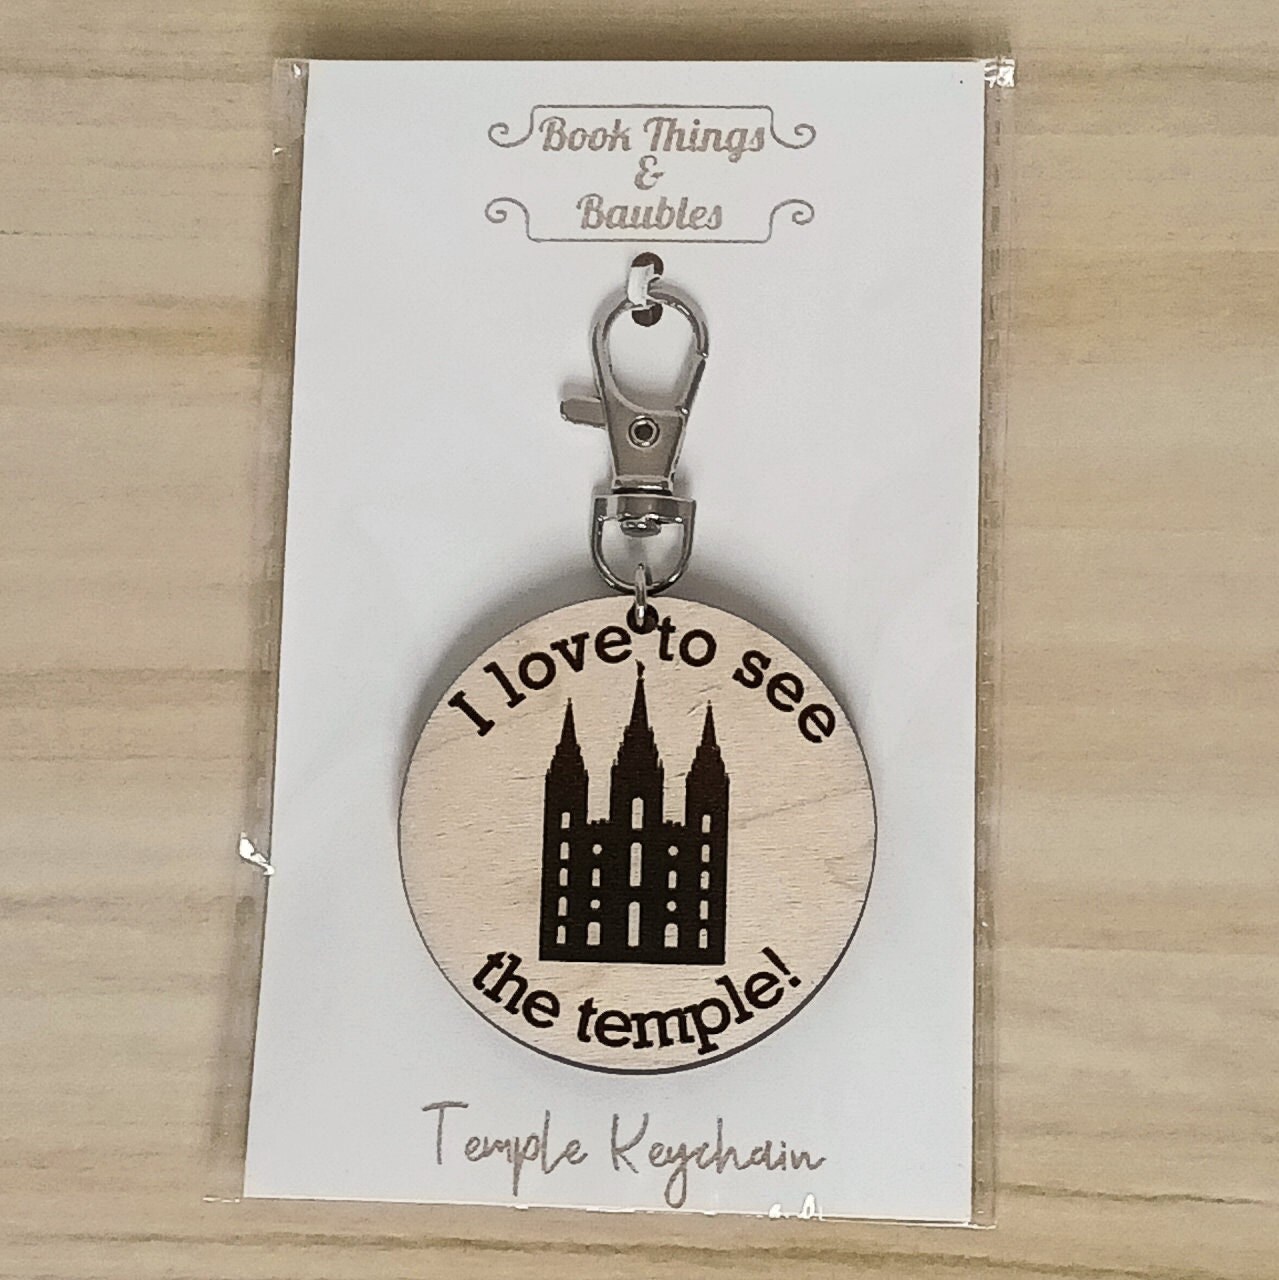 Book Things
&
Baubles
I love to see
the temple!
Temple Keychain